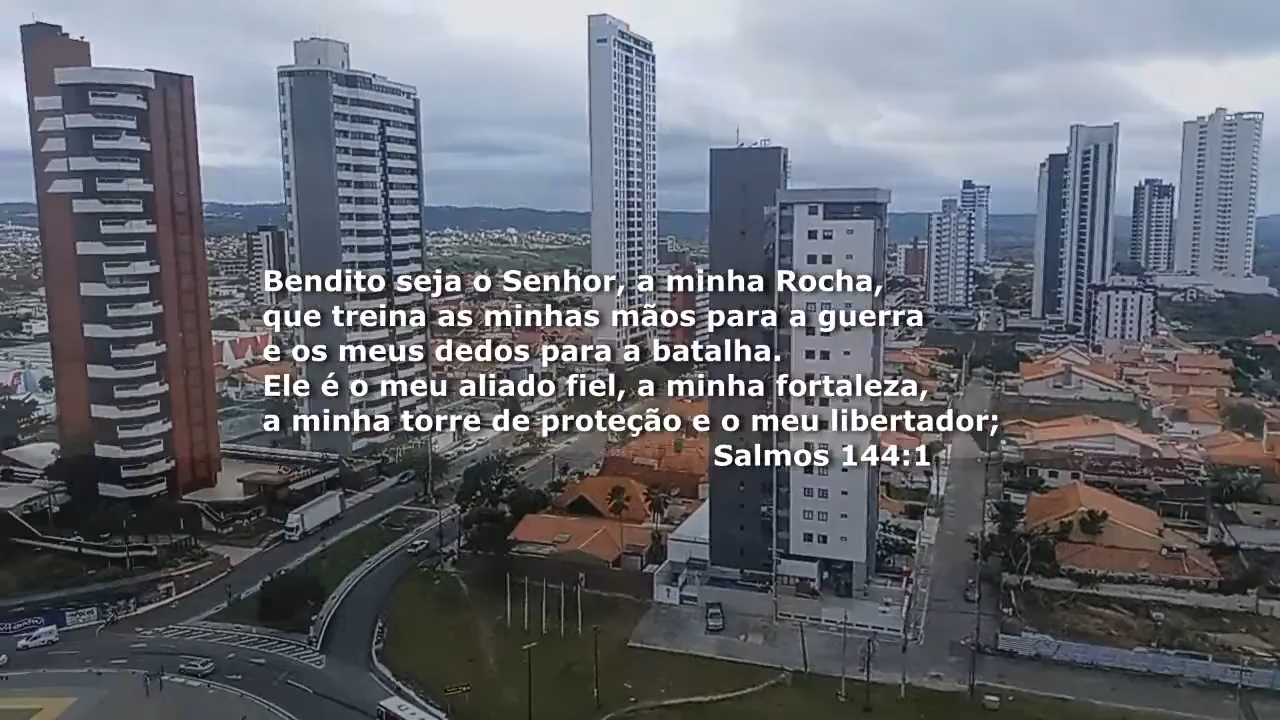 Bendito seja o Senhor, a minha Rocha,
que treina as minhas mãos para a guerra
e os meus dedos para a batalha.
Ele é o meu aliado fiel, a minha fortaleza,
a minha torre de proteção e o meu libertador;
Salmos 144:1